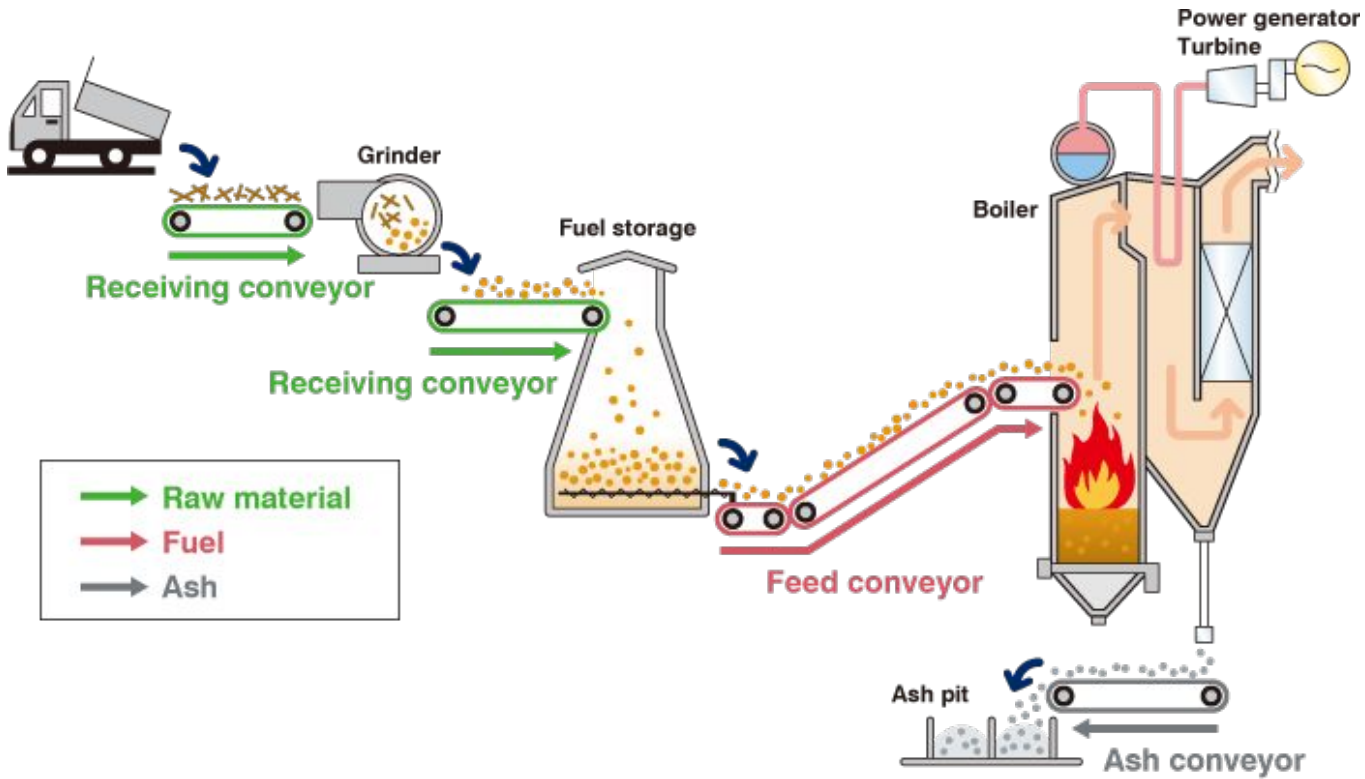 Power generator
Turbine
Grinder
Receiving conveyor
Fuel storage
Boiler
Receiving conveyor
Raw material
Fuel
Ash
Feed conveyor
Ash pit
Ash conveyor